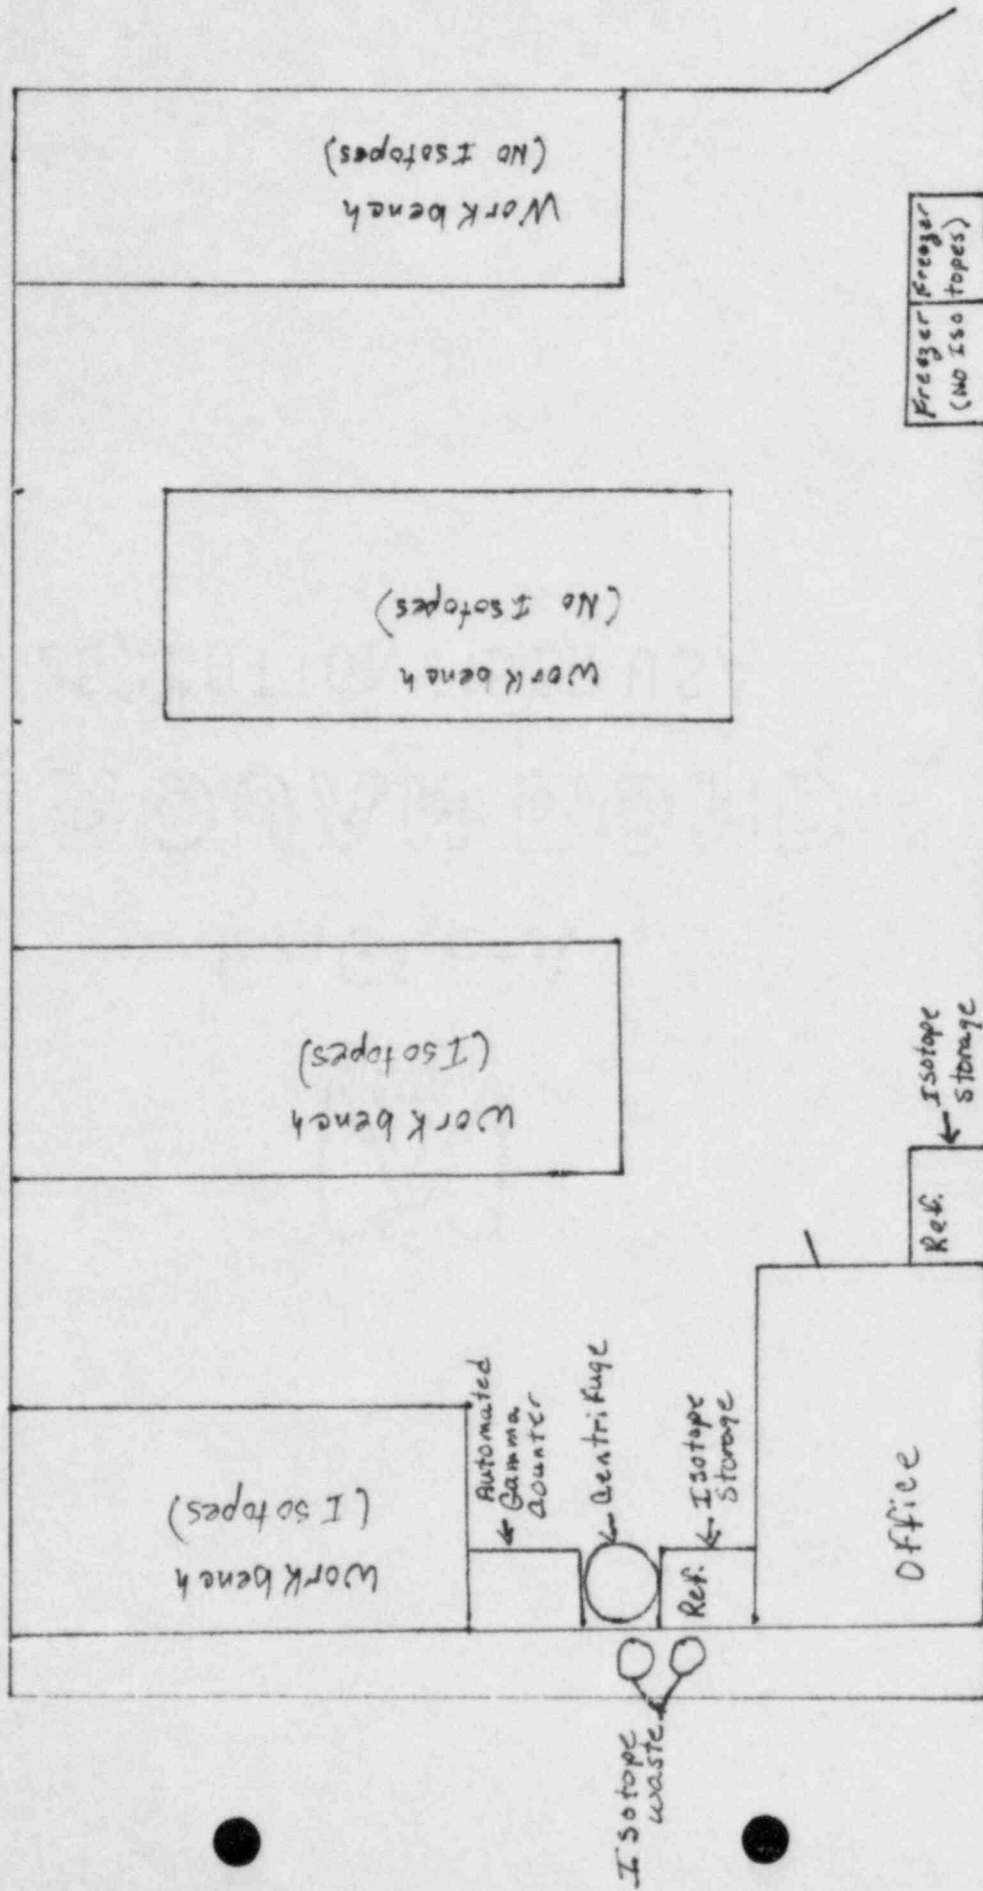 Work bench
(NO Isotopes)
Freezer
Freezer
(NO Iso topes)
Work bench
(No Isotopes)
Work bench
(Isotopes)
Ref.
Isotope
Storage
Work bench
(Isotopes)
Automated
Gamma
Counter
Centrifuge
Ref.
Isotope
Storage
Office
Isotope
waste